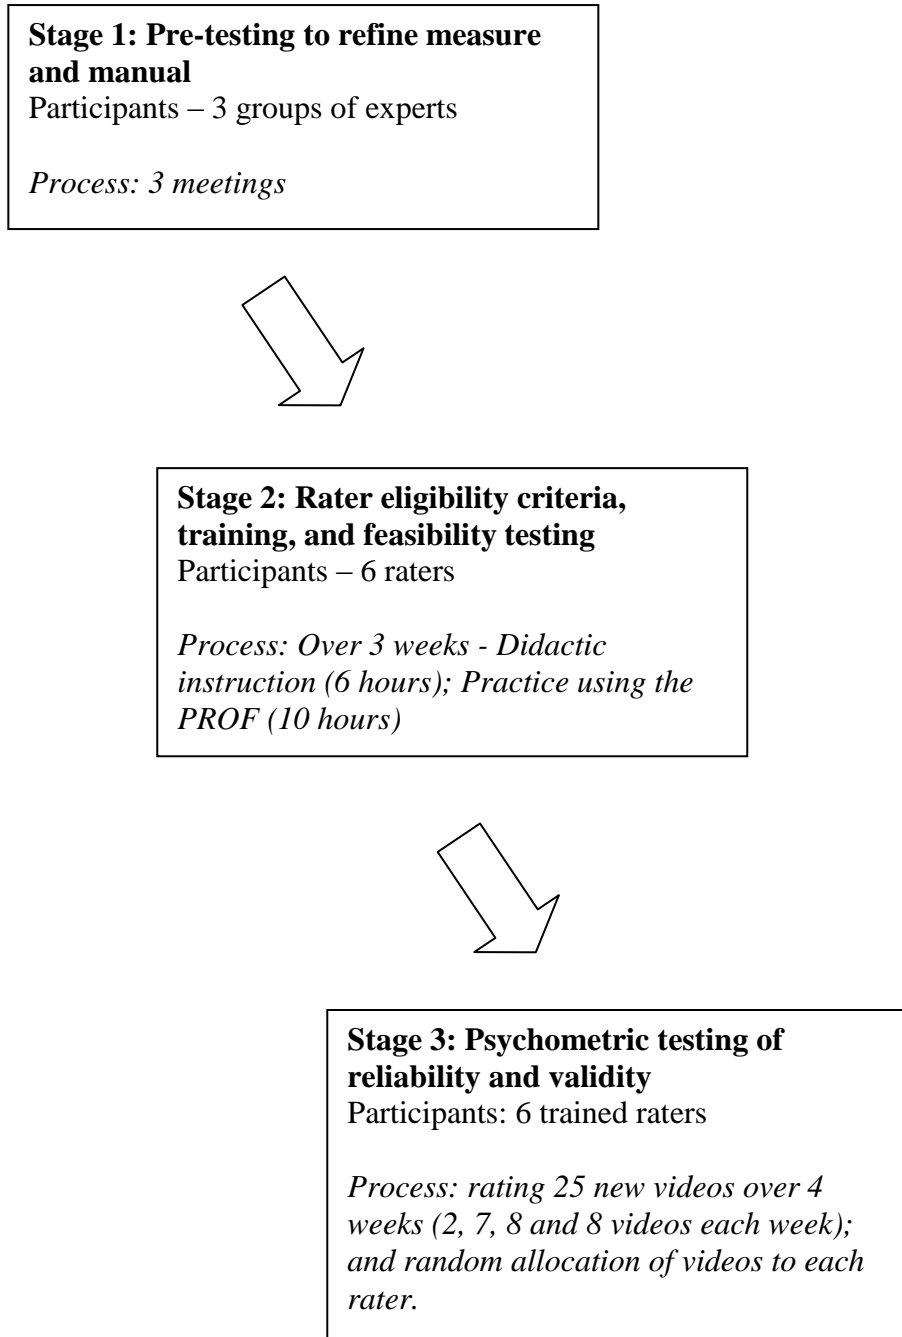 Stage 1: Pre-testing to refine measure
and manual
Participants – 3 groups of experts
Process: 3 meetings
Stage 2: Rater eligibility criteria,
training, and feasibility testing
Participants – 6 raters
Process: Over 3 weeks - Didactic
instruction (6 hours); Practice using the
PROF (10 hours)
Stage 3: Psychometric testing of
reliability and validity
Participants: 6 trained raters
Process: rating 25 new videos over 4
weeks (2, 7, 8 and 8 videos each week);
and random allocation of videos to each
rater.